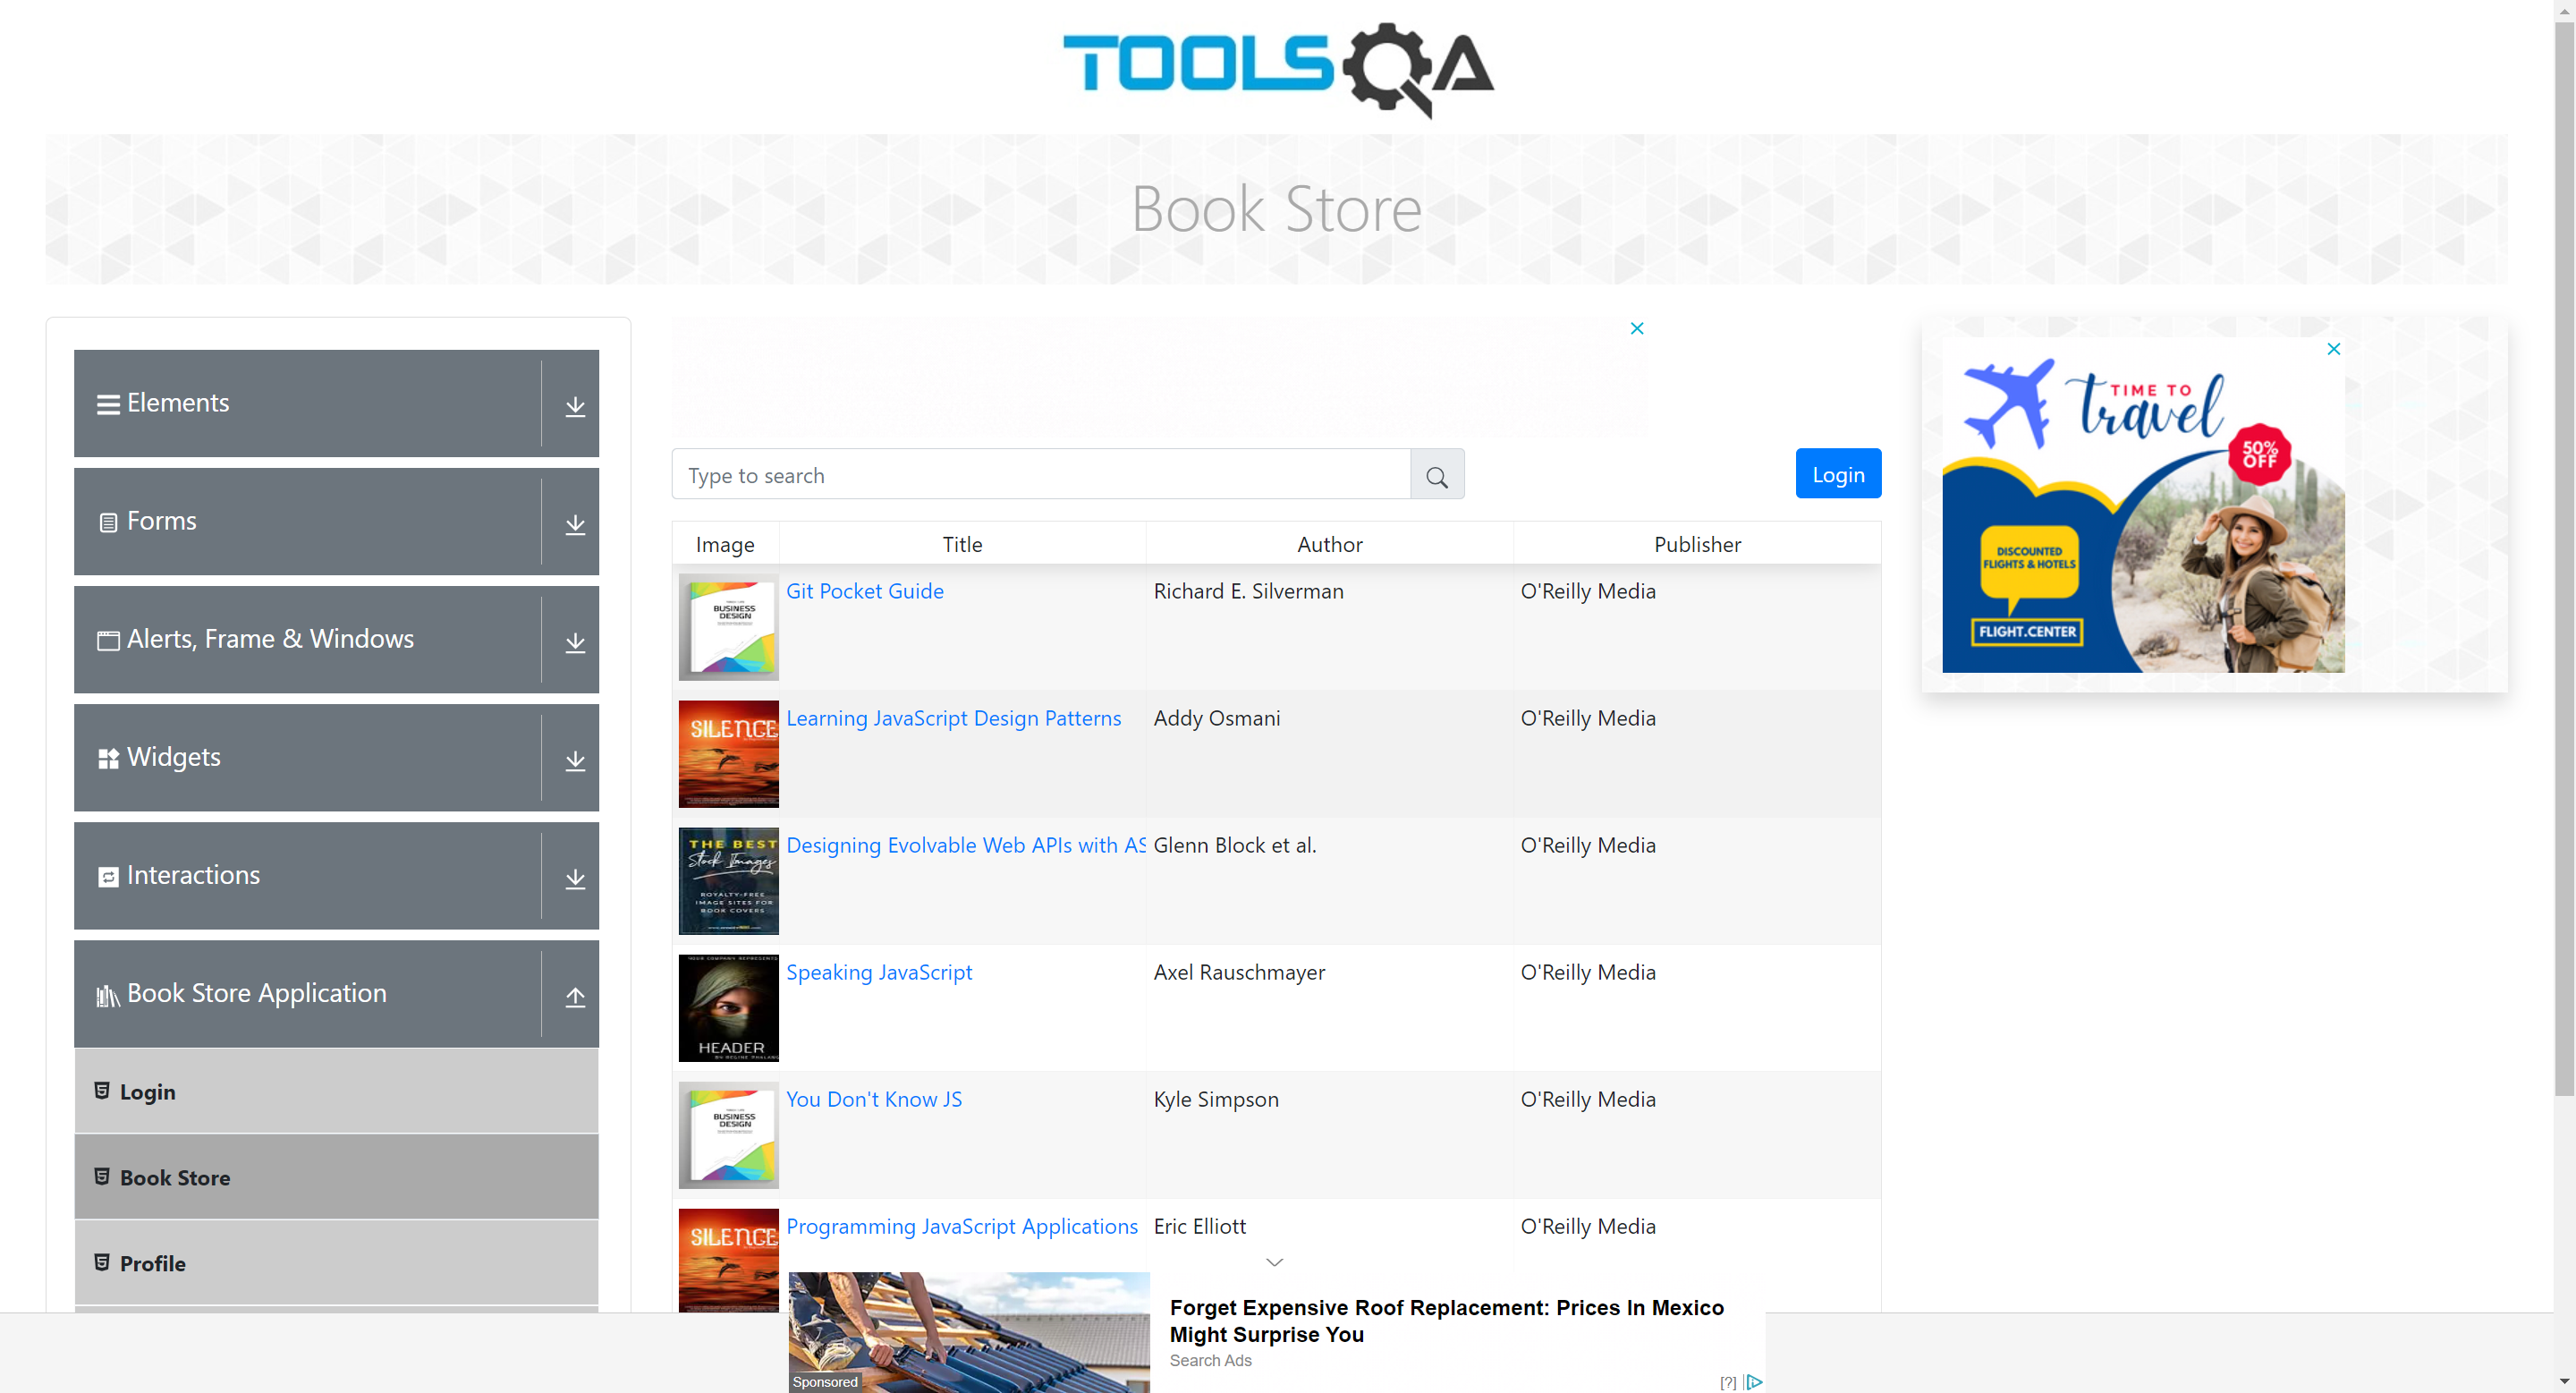 TOOLSQA
Book Store
Elements
Forms
Alerts, Frame & Windows
Widgets
Interactions
Book Store Application
Login
Book Store
Profile
Type to search
Login
Image Title Author Publisher
BUSINESS
DESIGN
Git Pocket Guide Richard E. Silverman O'Reilly Media
SILENCE
Learning JavaScript Design Patterns Addy Osmani O'Reilly Media
THE BEST
Stock Images
ROYALTY-FREE
IMAGE SITES FOR
BOOK COVERS
Designing Evolvable Web APIs with AS Glenn Block et al. O'Reilly Media
YOUR COMPANY REPRESENTS
HEADER
Speaking JavaScript Axel Rauschmayer O'Reilly Media
BUSINESS
DESIGN
You Don't Know JS Kyle Simpson O'Reilly Media
SILENCE
Programming JavaScript Applications Eric Elliott O'Reilly Media
TIME TO
travel
50%
OFF
DISCOUNTED
FLIGHTS & HOTELS
FLIGHT.CENTER
Forget Expensive Roof Replacement: Prices In Mexico
Might Surprise You
Search Ads
Sponsored
[?]